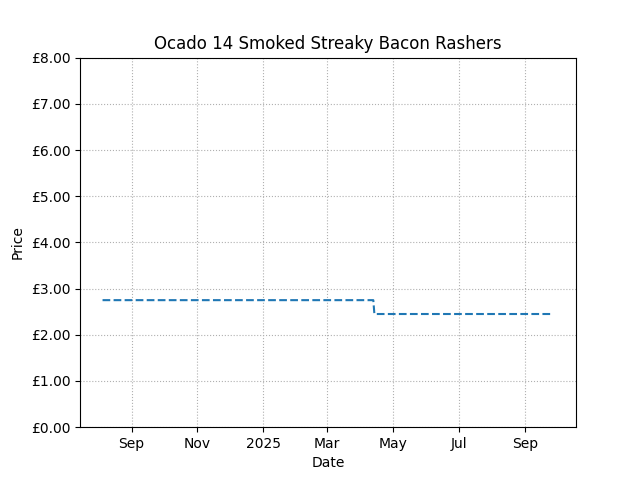 Ocado 14 Smoked Streaky Bacon Rashers
£8.00
£7.00
£6.00
£5.00
£4.00
£3.00
£2.00
£1.00
£0.00
Price
Sep Nov 2025 Mar May Jul Sep
Date